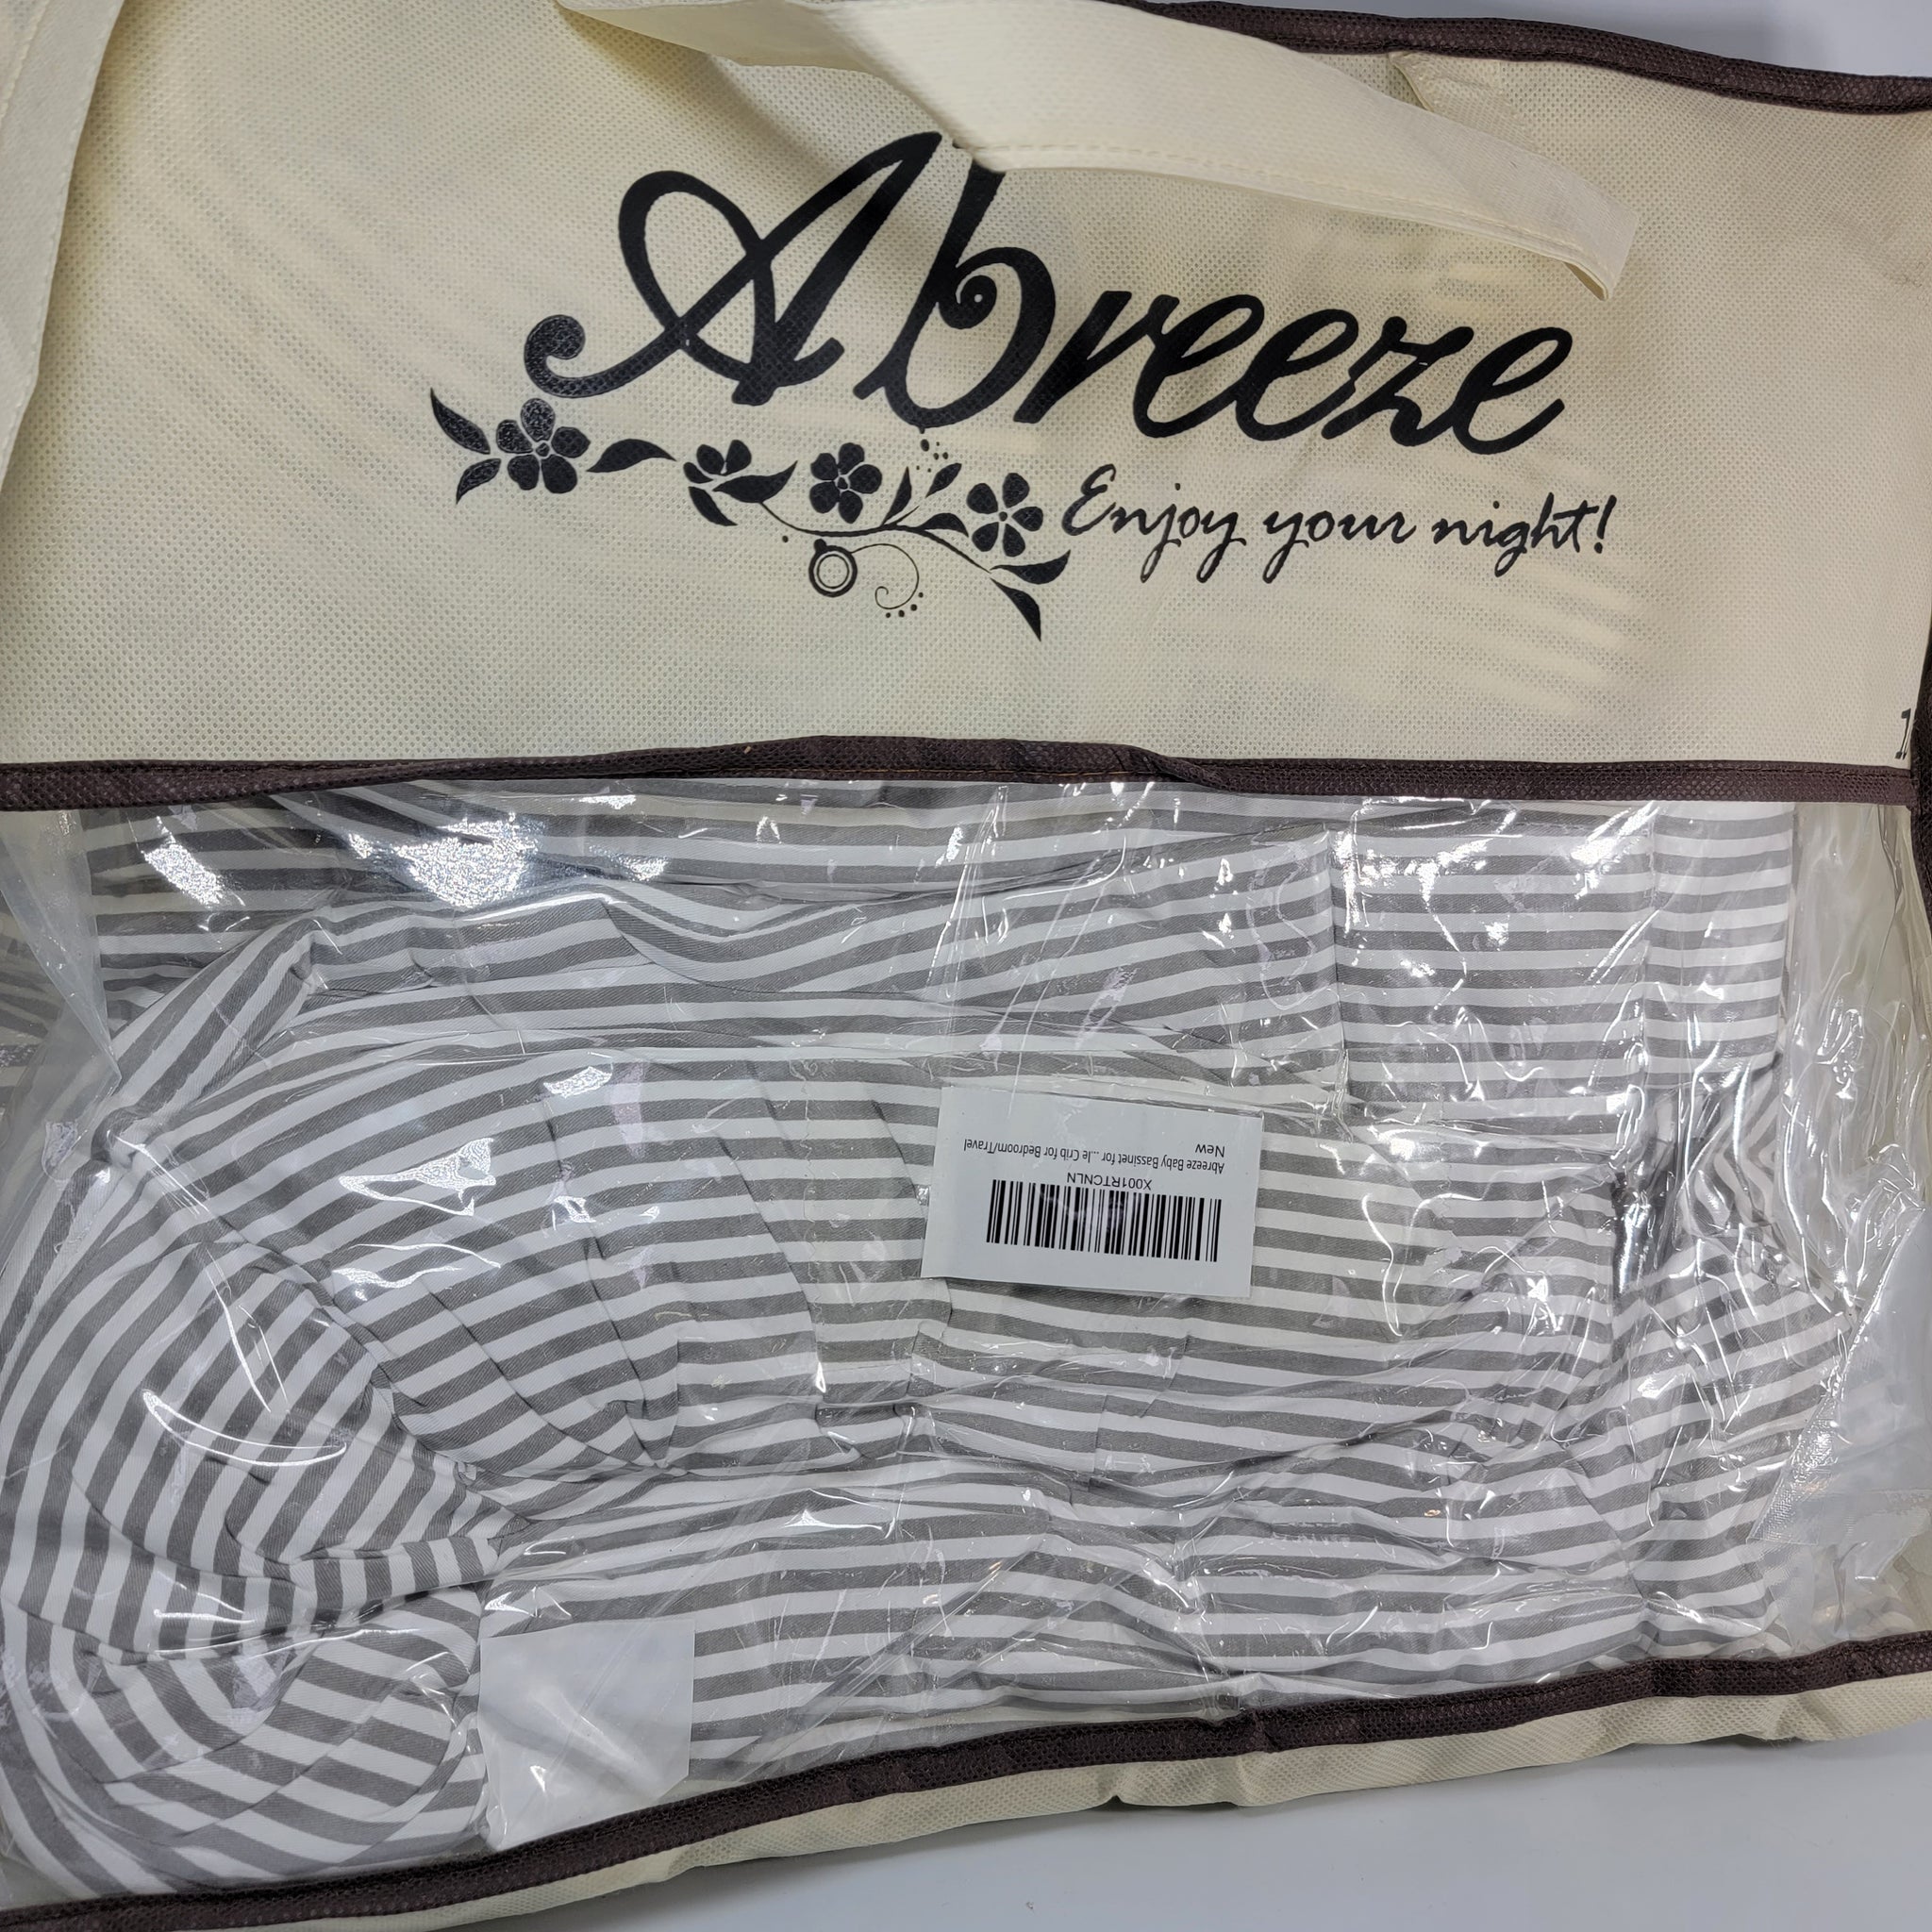 Abreeze
Enjoy your night!
X001RTCNLN
Abreeze Baby Bassinet for ...le Crib for Bedroom/Travel
New